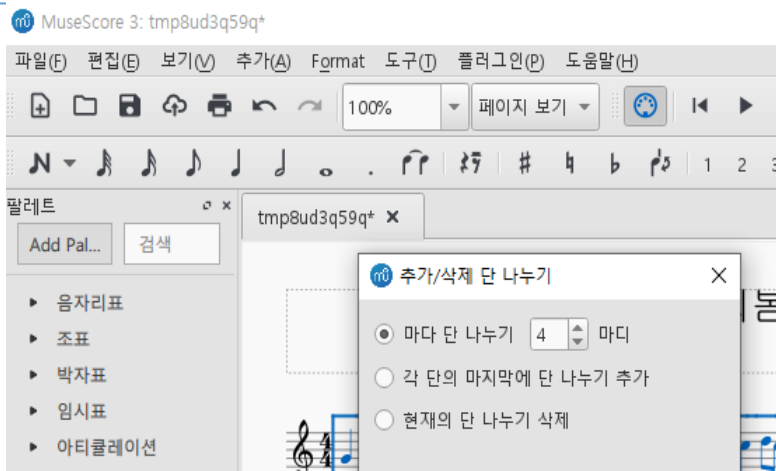 MuseScore 3: tmp8ud3q59q*
파일(F) 편집(E) 보기(V) 추가(A) Format 도구(T) 플러그인(P) 도움말(H)
100% 페이지 보기
1 2
팔레트
tmp8ud3q59q*
Add Pal... 검색
추가/삭제 단 나누기
음자리표
마다 단 나누기 4 마디
조표
각 단의 마지막에 단 나누기 추가
박자표
현재의 단 나누기 삭제
임시표
아티큘레이션